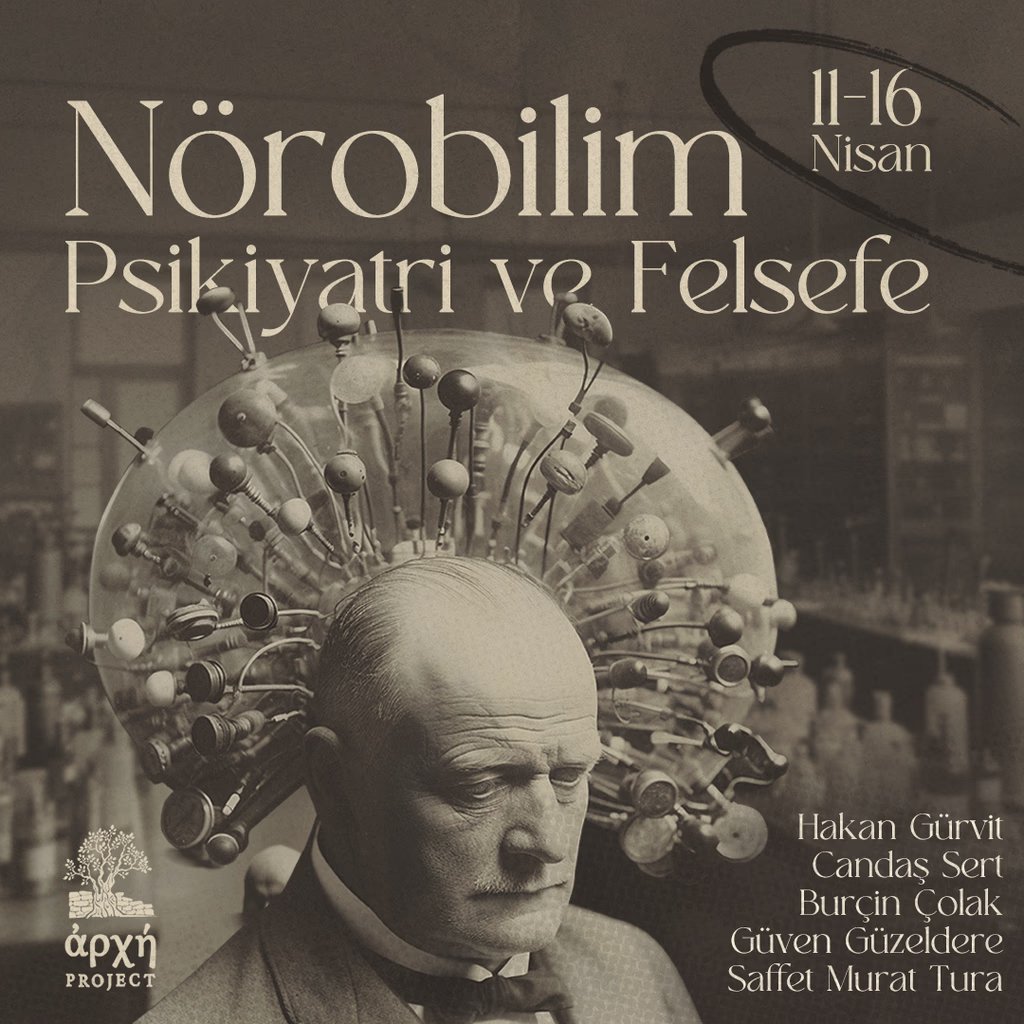 11-16
Nisan
Nörobilim
Psikiyatri ve Felsefe
Hakan Gürvit
Candaş Sert
Burçin Çolak
Güven Güzeldere
Saffet Murat Tura
ἀρχή
PROJECT